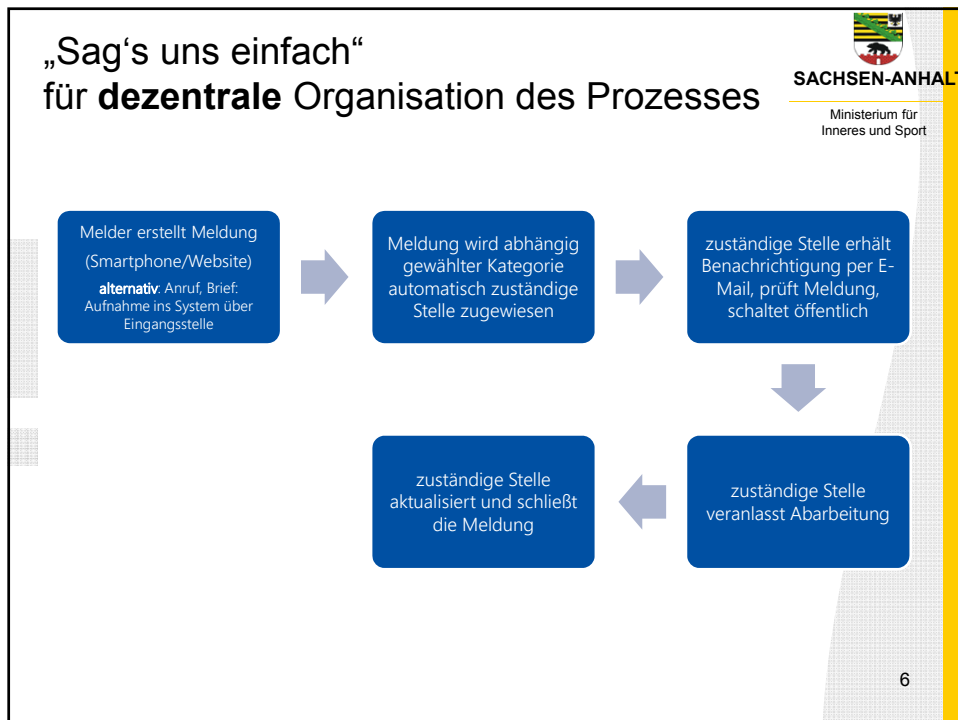 „Sag‘s uns einfach“
für dezentrale Organisation des Prozesses
SACHSEN-ANHALT
Ministerium für
Inneres und Sport
Melder erstellt Meldung
(Smartphone/Website)
alternativ: Anruf, Brief:
Aufnahme ins System über
Eingangsstelle
Meldung wird abhängig
gewählter Kategorie
automatisch zuständige
Stelle zugewiesen
zuständige Stelle erhält
Benachrichtigung per E-
Mail, prüft Meldung,
schaltet öffentlich
zuständige Stelle
veranlasst Abarbeitung
zuständige Stelle
aktualisiert und schließt
die Meldung
6